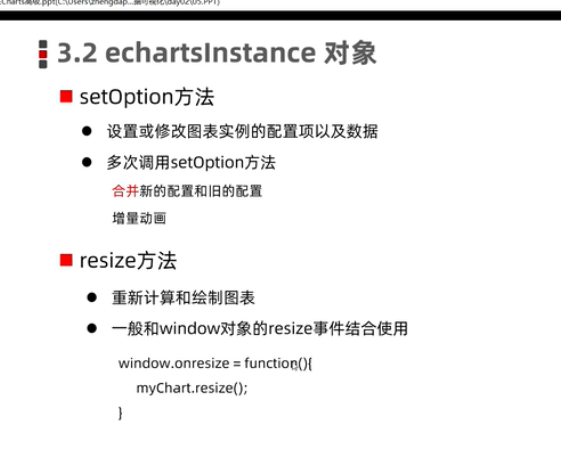 3.2 echartsInstance 对象
setOption方法
设置或修改图表实例的配置项以及数据
多次调用setOption方法
合并新的配置和旧的配置
增量动画
resize方法
重新计算和绘制图表
一般和window对象的resize事件结合使用
window.onresize = function(){
myChart.resize();
}